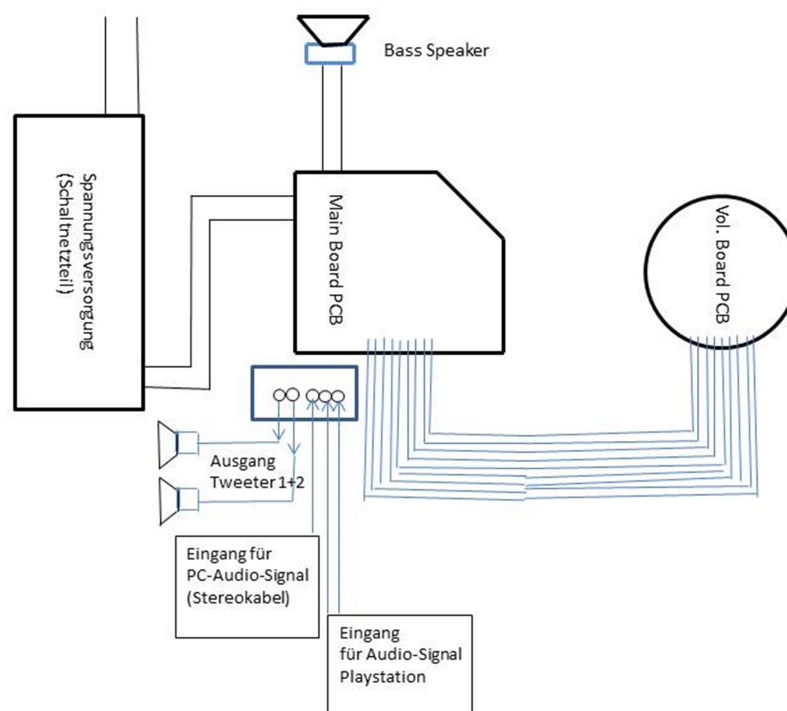 Bass Speaker
Spannungsversorgung
(Schaltnetzteil)
Main Board PCB
Vol. Board PCB
Ausgang
Tweeter 1+2
Eingang für
PC-Audio-Signal
(Stereokabel)
Eingang
für Audio-Signal
Playstation